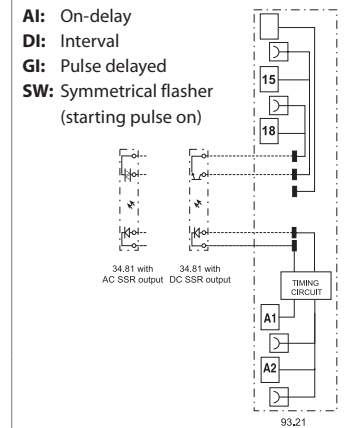 AI: On-delay
DI: Interval
GI: Pulse delayed
SW: Symmetrical flasher
(starting pulse on)
15
18
34.81 with
AC SSR output
34.81 with
DC SSR output
TIMING
CIRCUIT
A1
A2
93.21